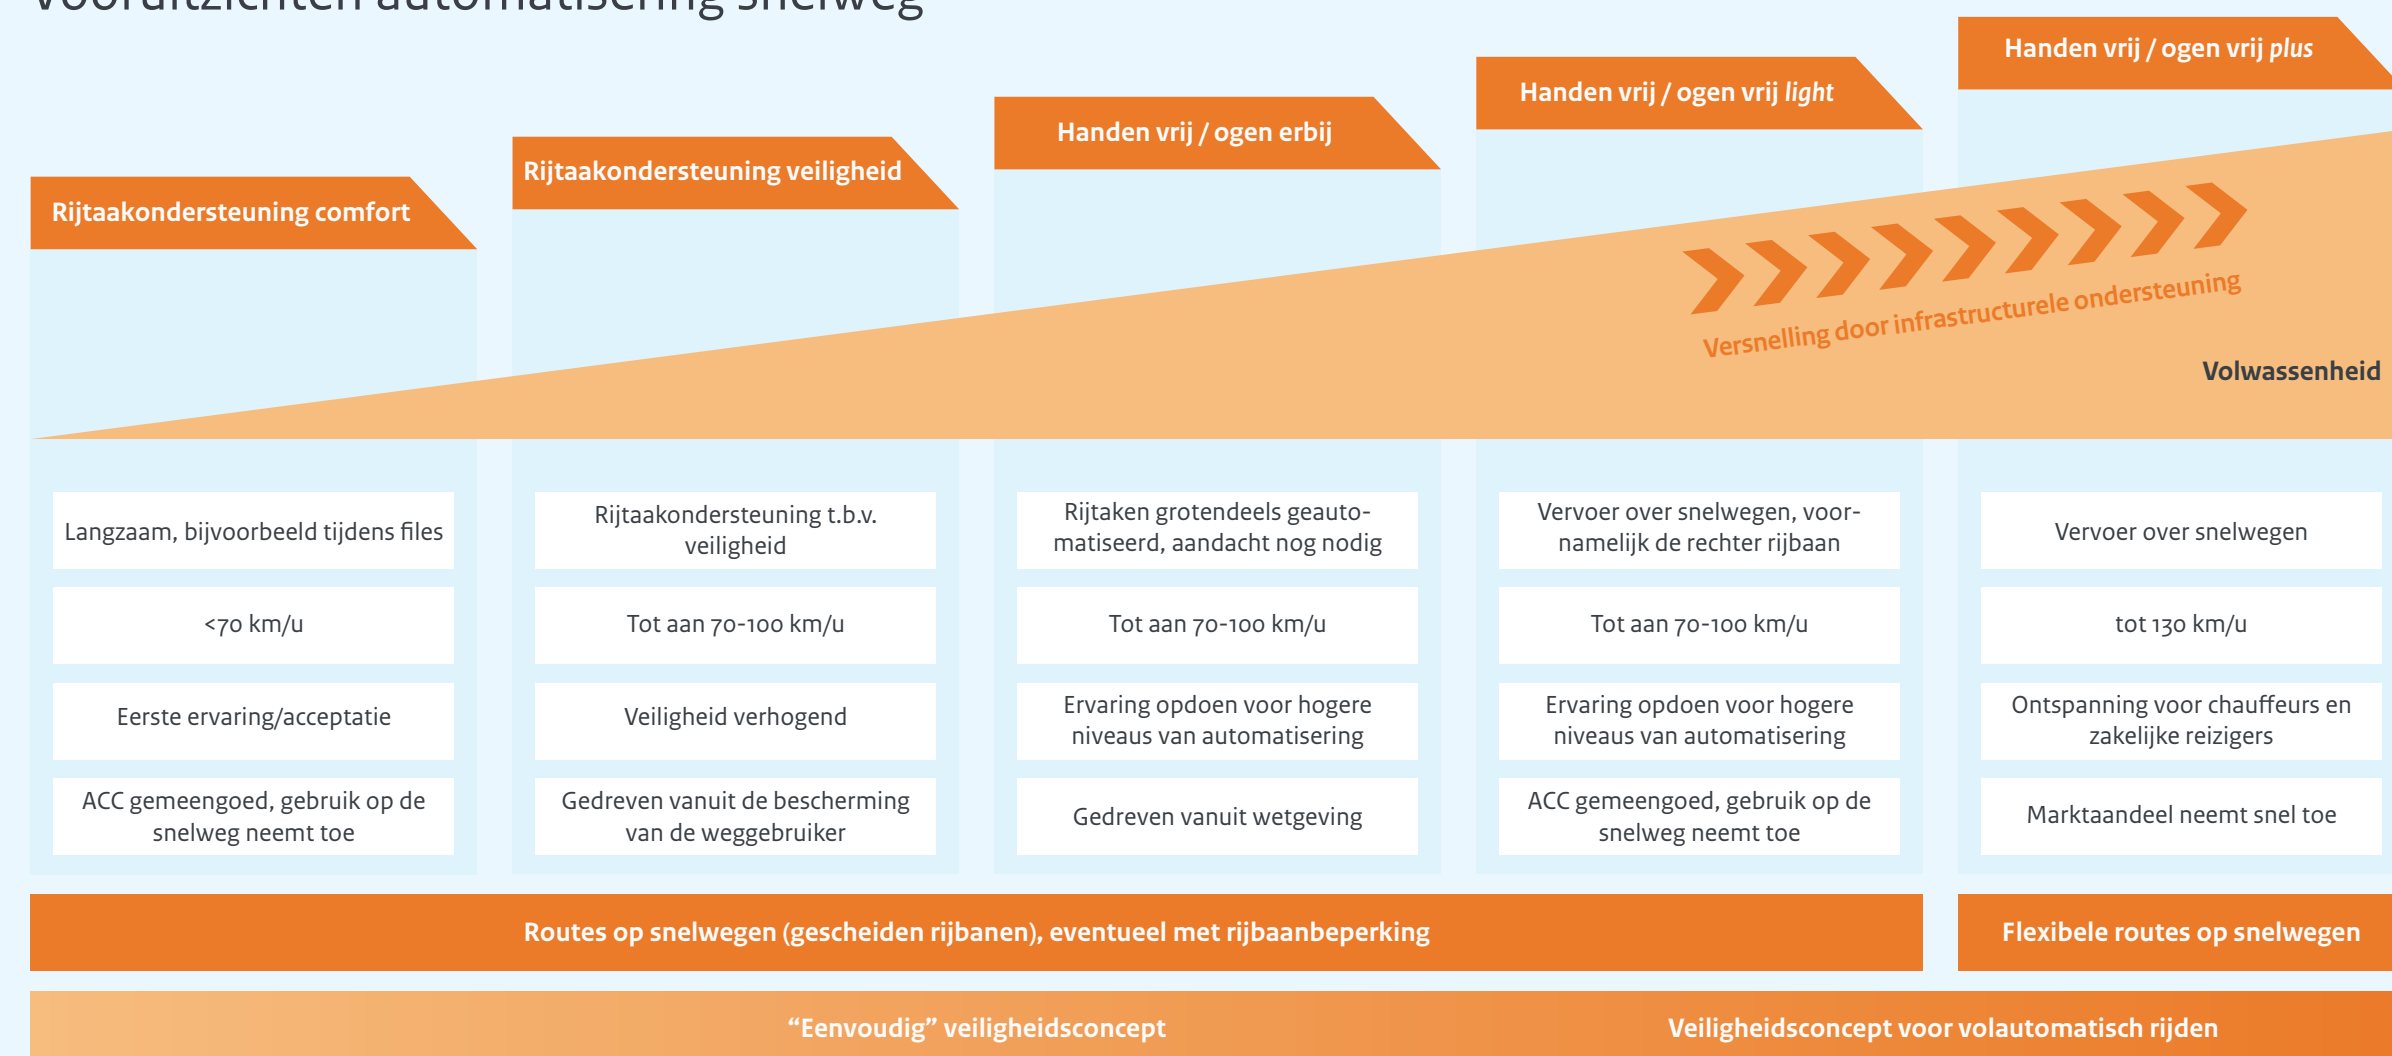 Vooruitzichten automatisering snelweg
Rijtaakondersteuning comfort
Langzaam, bijvoorbeeld tijdens files
<70 km/u
Eerste ervaring/acceptatie
ACC gemeengoed, gebruik op de
snelweg neemt toe
Rijtaakondersteuning veiligheid
Rijtaakondersteuning t.b.v.
veiligheid
Tot aan 70-100 km/u
Veiligheid verhogend
Gedreven vanuit de bescherming
van de weggebruiker
Handen vrij / ogen erbij
Rijtaken grotendeels geauto-
matiseerd, aandacht nog nodig
Tot aan 70-100 km/u
Ervaring opdoen voor hogere
niveaus van automatisering
Gedreven vanuit wetgeving
Handen vrij / ogen vrij light
Vervoer over snelwegen, voor-
namelijk de rechter rijbaan
Tot aan 70-100 km/u
Ervaring opdoen voor hogere
niveaus van automatisering
ACC gemeengoed, gebruik op de
snelweg neemt toe
Handen vrij / ogen vrij plus
Vervoer over snelwegen
tot 130 km/u
Ontspanning voor chauffeurs en
zakelijke reizigers
Marktaandeel neemt snel toe
Versnelling door infrastructurele ondersteuning
Volwassenheid
Routes op snelwegen (gescheiden rijbanen), eventueel met rijbaanbeperking
Flexibele routes op snelwegen
“Eenvoudig” veiligheidsconcept
Veiligheidsconcept voor volautomatisch rijden